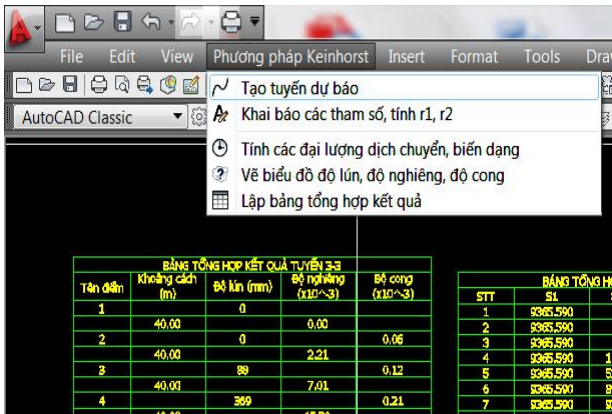 File Edit View Phương pháp Keinhorst Insert Format Tools Dra
Tạo tuyến dự báo
AutoCAD Classic
Khai báo các tham số, tính r1, r2
Tính các đại lượng dịch chuyển, biến dạng
Vẽ biểu đồ độ lún, độ nghiêng, độ cong
Lập bảng tổng hợp kết quả
BẢNG TỔNG HỢP KẾT QUẢ TUYẾN 3-3
Tên điểm Khoảng cách (m) Độ lún (mm) Độ nghiêng (x10^-3) Độ cong (x10^-3)
1 0
40.00 0.00
2 0 0.06
40.00 2.21
3 89 0.12
40.00 7.01
4 369 0.21
BẢNG TỔNG H
STT S1
1 9365.590
2 9365.590
3 9365.590
4 9365.590 1
5 9365.590
6 9365.590
7 9365.590